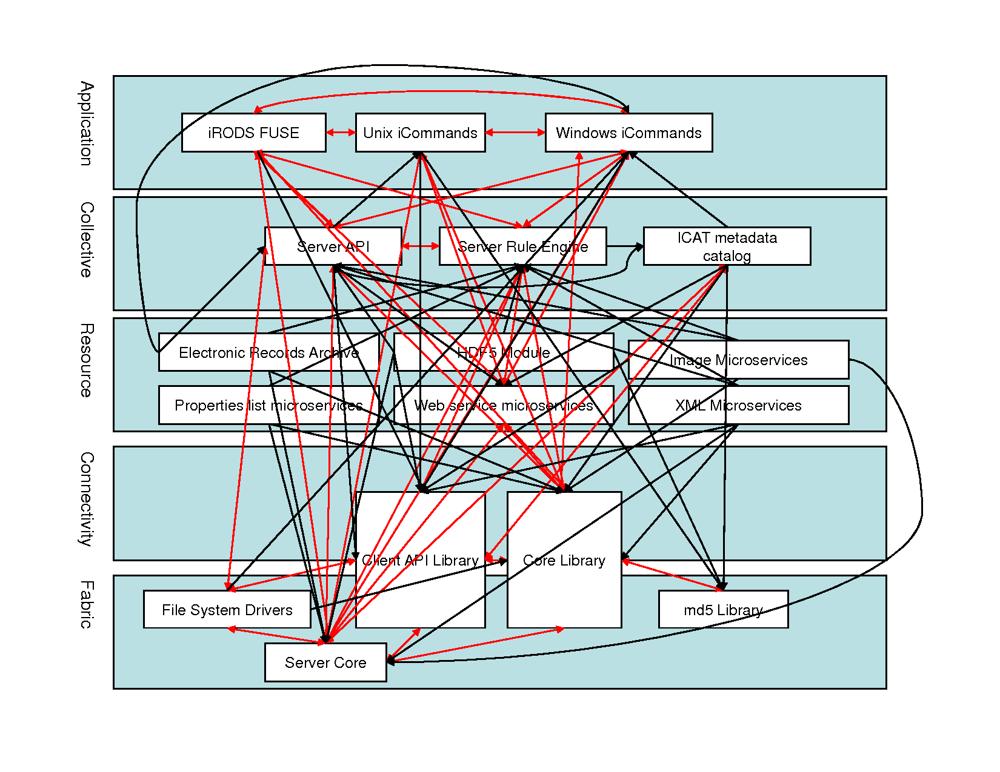 Application
iRODS FUSE
Unix iCommands
Windows iCommands
Collective
Server API
Server Rule Engine
ICAT metadata
catalog
Resource
Electronic Records Archive
HDF5 Module
Image Microservices
Properties list microservices
Web service microservices
XML Microservices
Connectivity
Client API Library
Core Library
Fabric
File System Drivers
md5 Library
Server Core